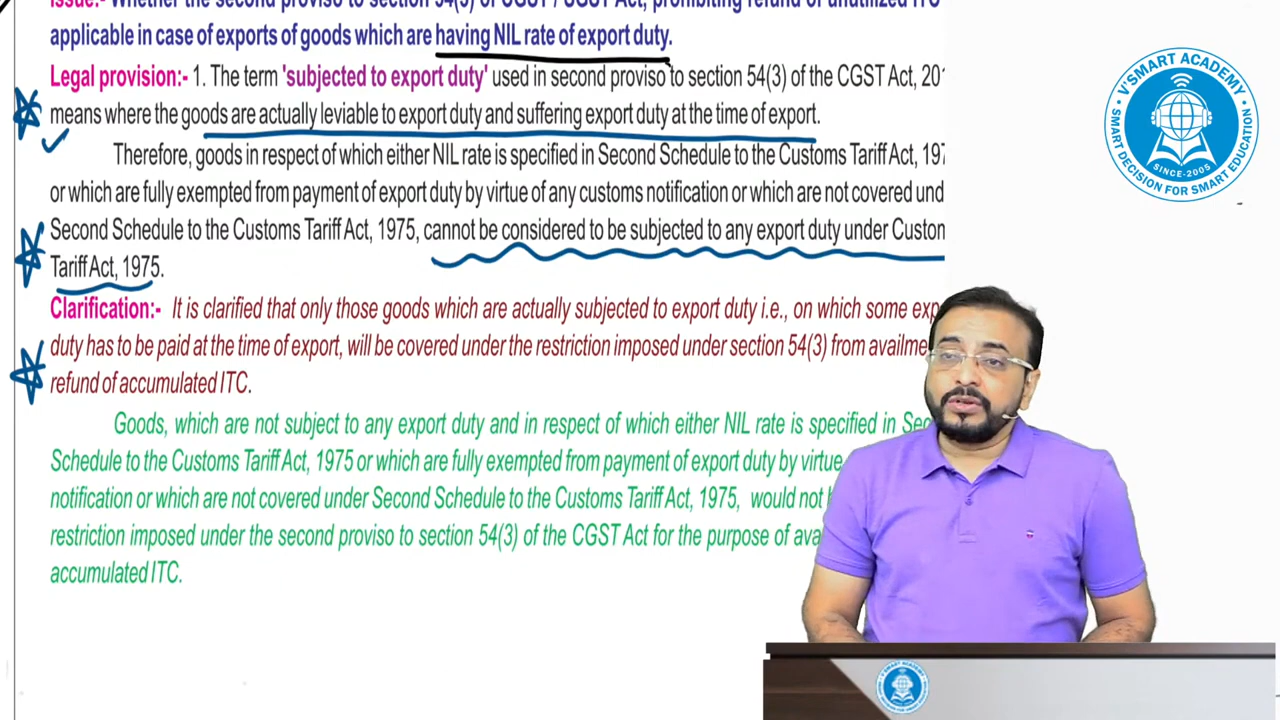 Issue:- Whether the second proviso to section 54(3) of CGST / SGST Act, prohibiting refund of unutilized ITC
applicable in case of exports of goods which are having NIL rate of export duty.
Legal provision:- 1. The term 'subjected to export duty' used in second proviso to section 54(3) of the CGST Act, 20
means where the goods are actually leviable to export duty and suffering export duty at the time of export.
Therefore, goods in respect of which either NIL rate is specified in Second Schedule to the Customs Tariff Act, 197
or which are fully exempted from payment of export duty by virtue of any customs notification or which are not covered und
Second Schedule to the Customs Tariff Act, 1975, cannot be considered to be subjected to any export duty under Custom
Tariff Act, 1975.
Clarification:- It is clarified that only those goods which are actually subjected to export duty i.e., on which some exp
duty has to be paid at the time of export, will be covered under the restriction imposed under section 54(3) from availme
refund of accumulated ITC.
Goods, which are not subject to any export duty and in respect of which either NIL rate is specified in Sec
Schedule to the Customs Tariff Act, 1975 or which are fully exempted from payment of export duty by virtue
notification or which are not covered under Second Schedule to the Customs Tariff Act, 1975, would not
restriction imposed under the second proviso to section 54(3) of the CGST Act for the purpose of ava
accumulated ITC.
V'SMART ACADEMY
SINCE-2005
SMART DECISION FOR SMART EDUCATION
V'SMART ACADEMY